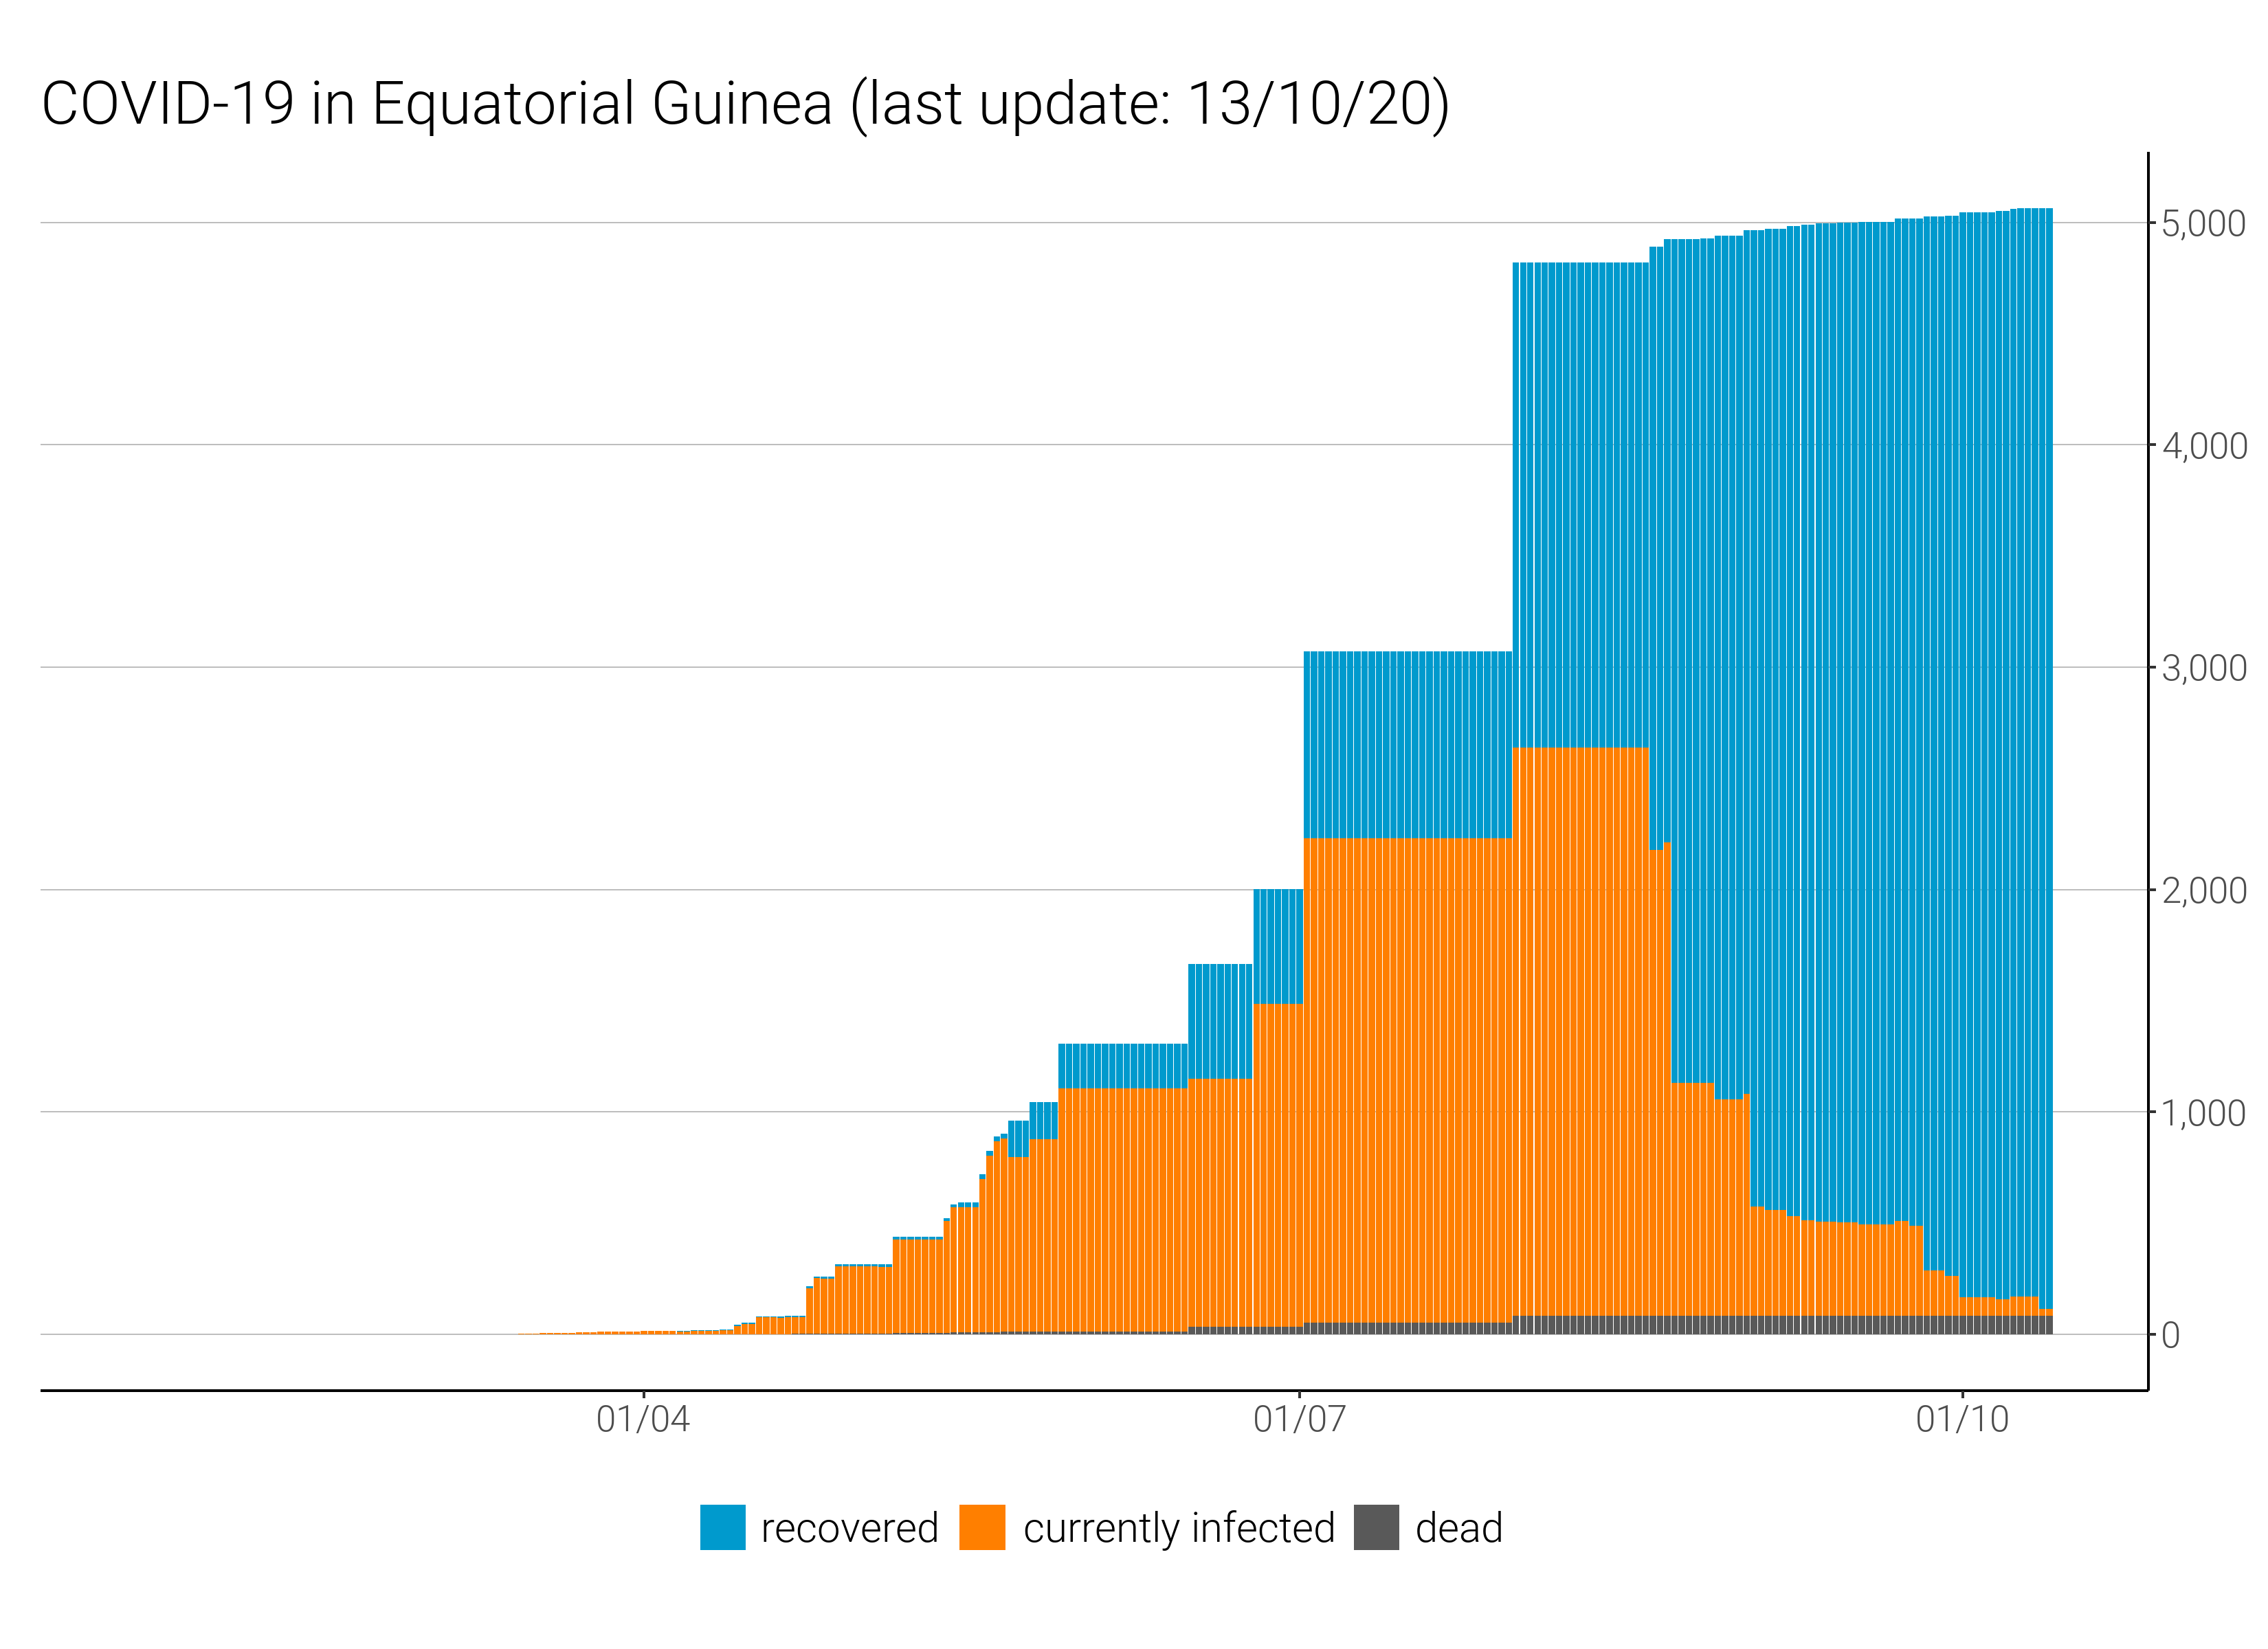 COVID-19 in Equatorial Guinea (last update: 13/10/20)
5,000
4,000
3,000
2,000
1,000
0
01/04 01/07 01/10
recovered currently infected dead